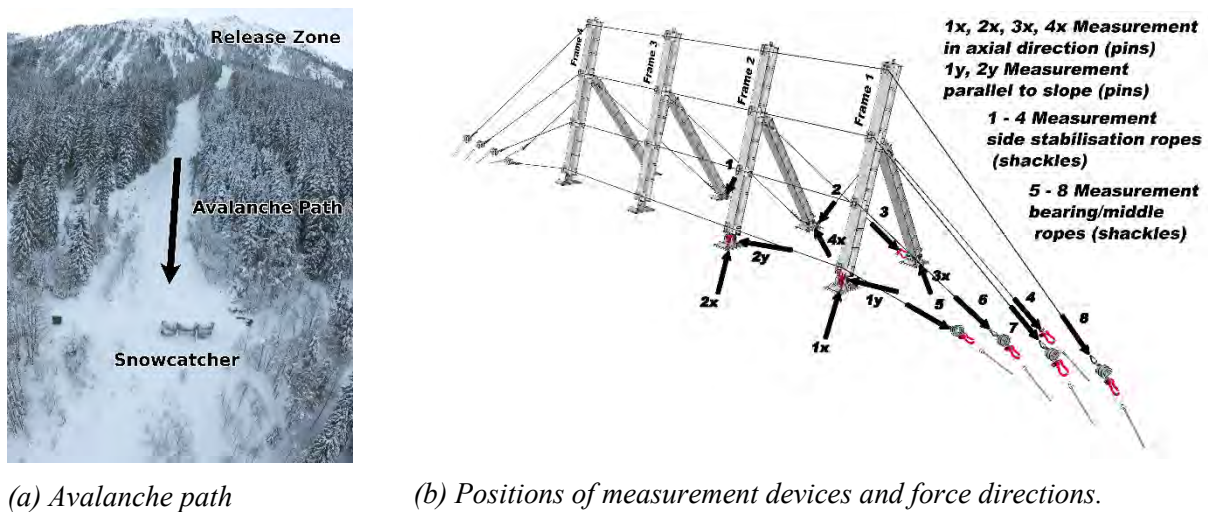 Release Zone
Avalanche Path
Snowcatcher
(a) Avalanche path
Frame 4
Frame 3
Frame 2
Frame 1
1x, 2x, 3x, 4x Measurement
in axial direction (pins)
1y, 2y Measurement
parallel to slope (pins)
1 - 4 Measurement
side stabilisation ropes
(shackles)
5 - 8 Measurement
bearing/middle
ropes (shackles)
1
2
3
4x
2y
3x
2x
1y
5
6
7
4
8
1x
(b) Positions of measurement devices and force directions.